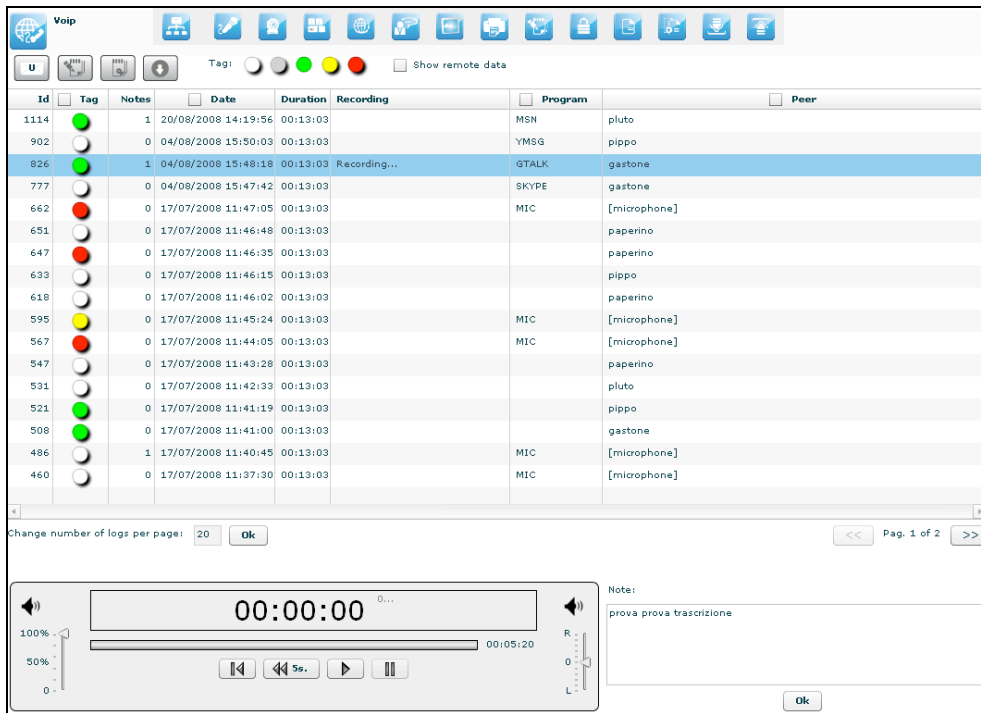 Voip
U Tag: Show remote data
Id Tag Notes Date Duration Recording Program Peer
1114 1 20/08/2008 14:19:56 00:13:03 MSN pluto
902 0 04/08/2008 15:50:03 00:13:03 YMSG pippo
826 1 04/08/2008 15:48:18 00:13:03 Recording... GTALK gastone
777 0 04/08/2008 15:47:42 00:13:03 SKYPE gastone
662 0 17/07/2008 11:47:05 00:13:03 MIC [microphone]
651 0 17/07/2008 11:46:48 00:13:03 paperino
647 0 17/07/2008 11:46:35 00:13:03 paperino
633 0 17/07/2008 11:46:15 00:13:03 pippo
618 0 17/07/2008 11:46:02 00:13:03 paperino
595 0 17/07/2008 11:45:24 00:13:03 MIC [microphone]
567 0 17/07/2008 11:44:05 00:13:03 MIC [microphone]
547 0 17/07/2008 11:43:28 00:13:03 paperino
531 0 17/07/2008 11:42:33 00:13:03 pluto
521 0 17/07/2008 11:41:19 00:13:03 pippo
508 0 17/07/2008 11:41:00 00:13:03 gastone
486 1 17/07/2008 11:40:45 00:13:03 MIC [microphone]
460 0 17/07/2008 11:37:30 00:13:03 MIC [microphone]
Change number of logs per page: 20 Ok << Pag. 1 of 2 >>
00:00:00 0...
100%
50%
0
00:05:20
5s.
R
0
L
Note:
prova prova trascrizione
Ok